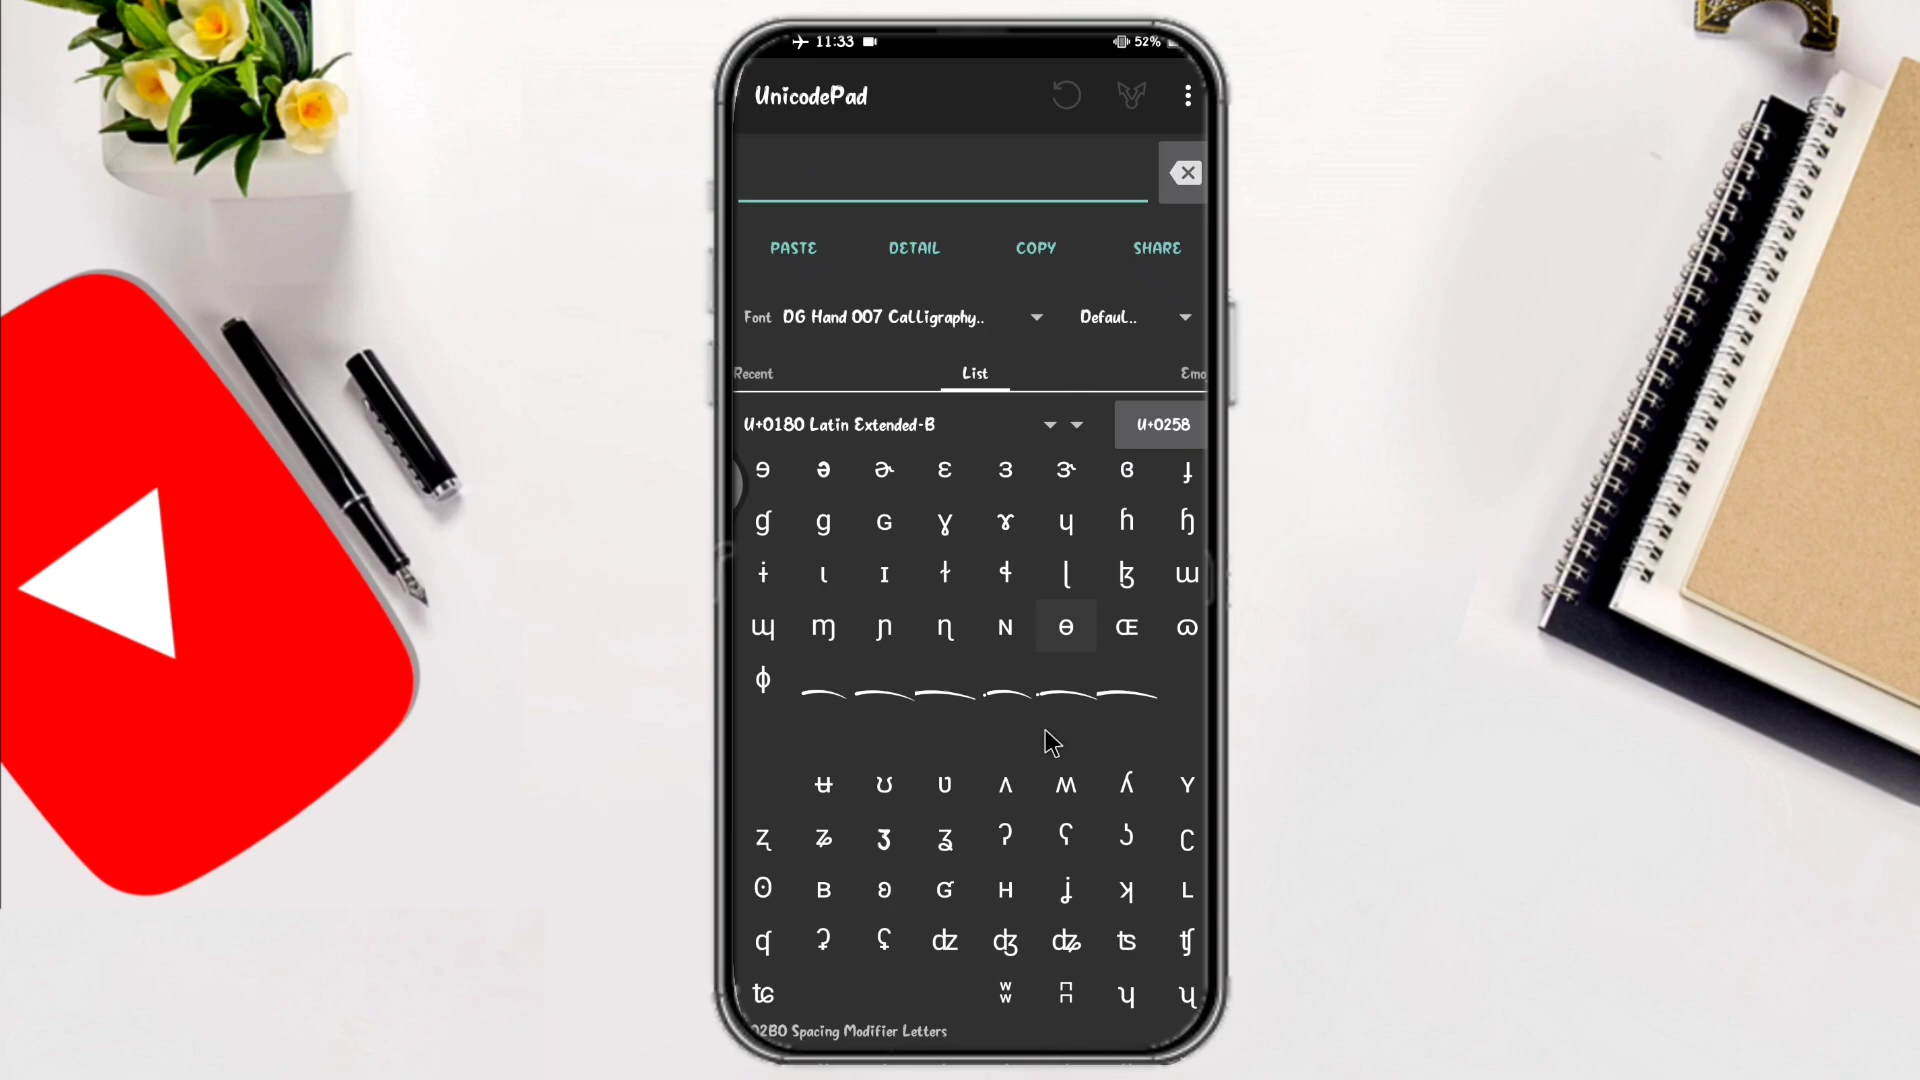 11:33 52%
UnicodePad
PASTE DETAIL COPY SHARE
Font DG Hand 007 Calligraphy.. Defaul..
Recent List Emo
U+0180 Latin Extended-B U+0258
ɘ ə ɚ ɛ ɜ ɝ ɞ ɟ
ɠ ɡ ɢ ɣ ɤ ɥ ɦ ɧ
ɨ ɩ ɪ ɫ ɬ ɭ ɮ ɯ
ɰ ɱ ɲ ɳ ɴ ɵ ɶ ɷ
ɸ
ʉ ʊ ʋ ʌ ʍ ʎ ʏ
ʐ ʑ ʒ ʓ ʔ ʕ ʖ ʗ
ʘ ʙ ʚ ʛ ʜ ʝ ʞ ʟ
ʠ ʡ ʢ ʣ ʤ ʥ ʦ ʧ
ʨ ʬ ʭ ʮ ʯ
02B0 Spacing Modifier Letters